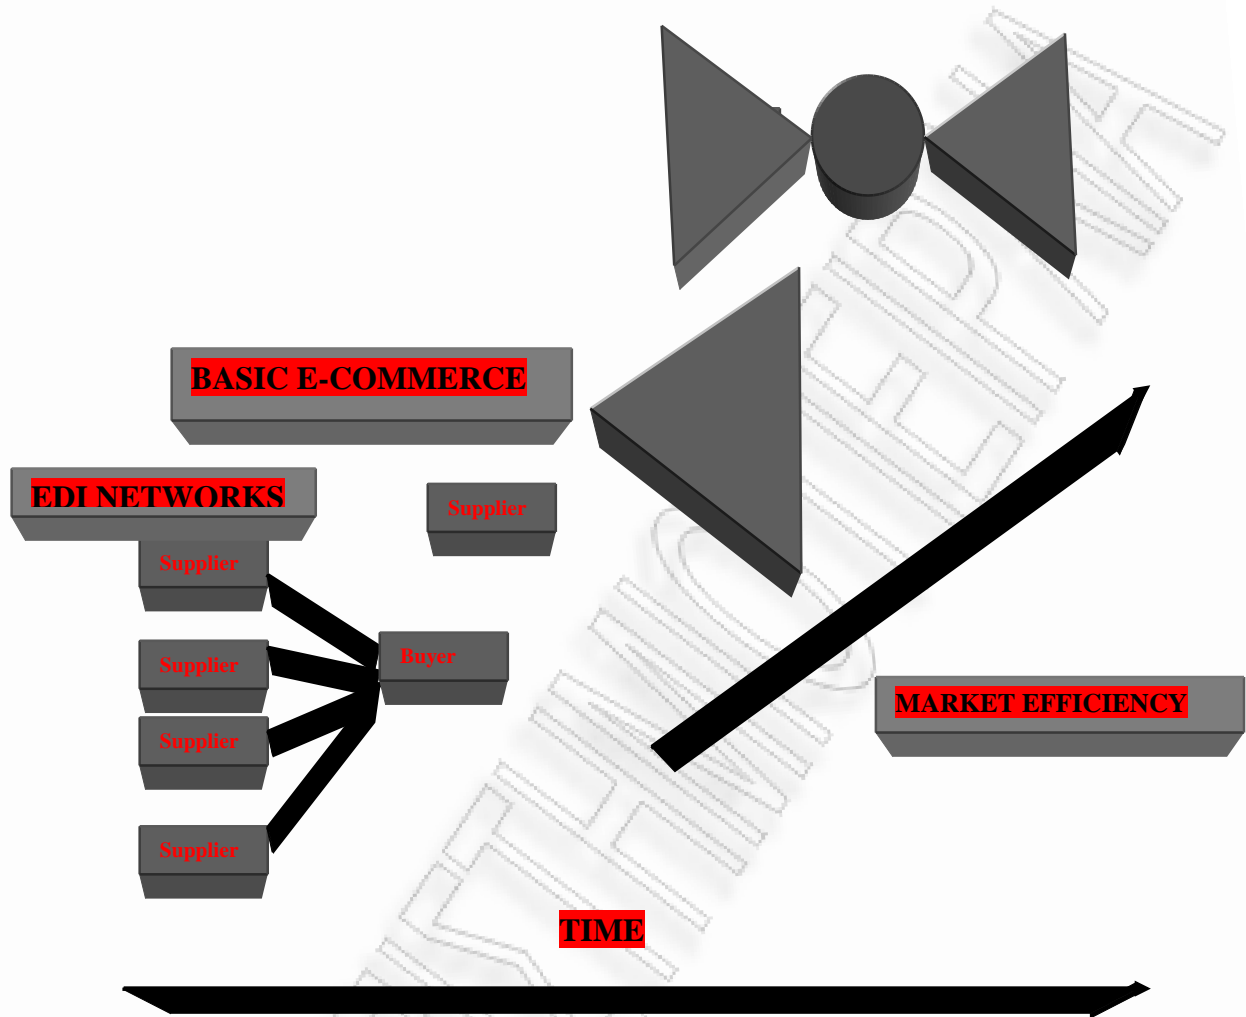 BASIC E-COMMERCE
EDI NETWORKS
Supplier
Supplier
Supplier
Buyer
MARKET EFFICIENCY
Supplier
Supplier
TIME